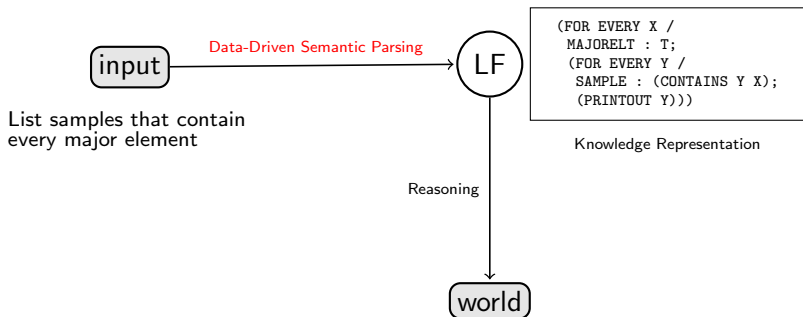 Data-Driven Semantic Parsing
input
LF
(FOR EVERY X /
MAJORELT : T;
(FOR EVERY Y /
SAMPLE : (CONTAINS Y X);
(PRINTOUT Y)))
List samples that contain
every major element
Knowledge Representation
Reasoning
world